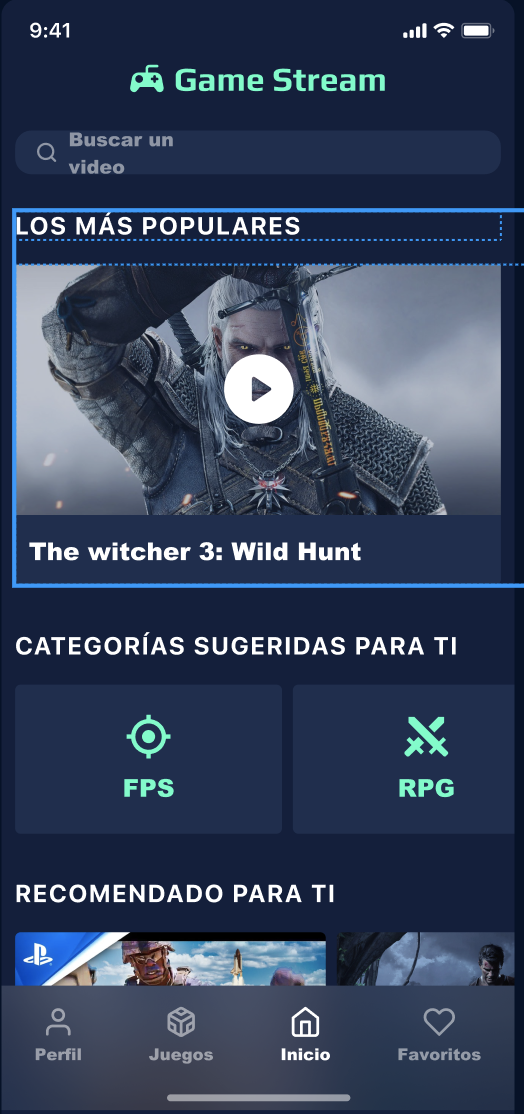 9:41
Game Stream
Buscar un
video
LOS MÁS POPULARES
The witcher 3: Wild Hunt
CATEGORÍAS SUGERIDAS PARA TI
FPS
RPG
RECOMENDADO PARA TI
Perfil
Juegos
Inicio
Favoritos